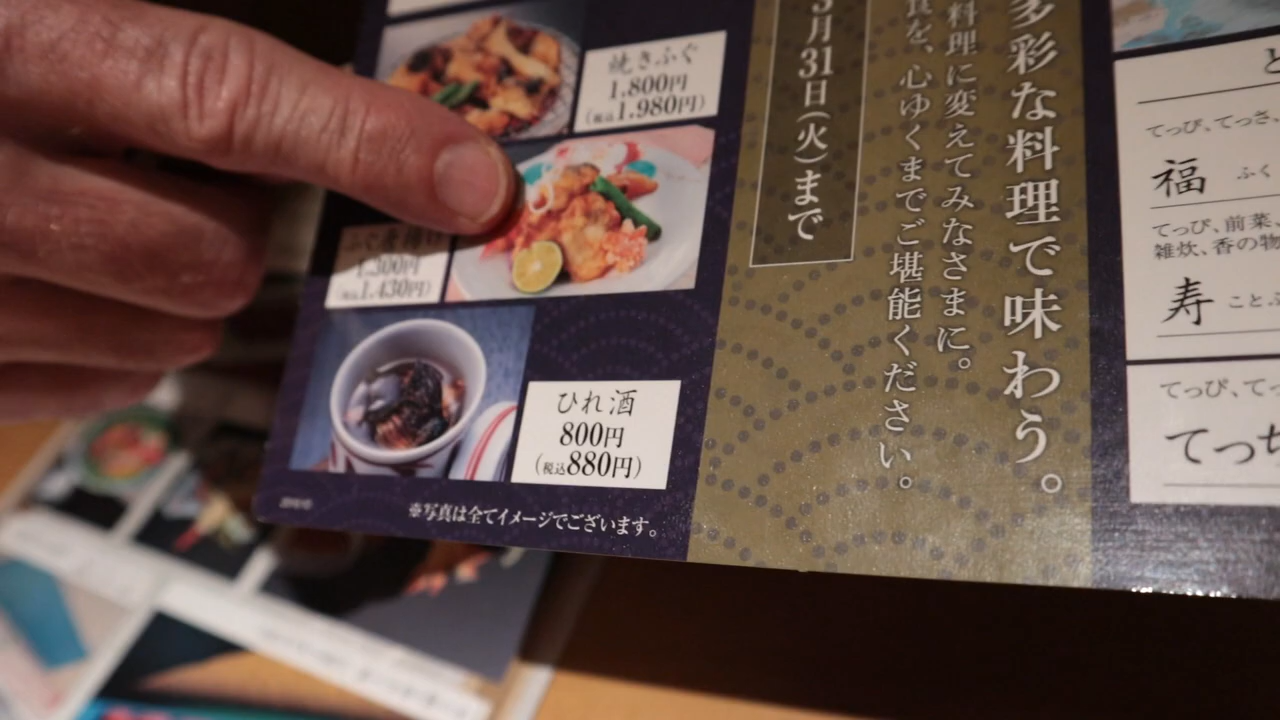 焼きふぐ
1,800円
(税込1,980円)
ふぐ唐揚げ
1,300円
(税込1,430円)
ひれ酒
800円
(税込880円)
※写真は全てイメージでございます。
月31日(火)まで
多彩な料理で味わう。
料理に変えてみなさまに。
食を、心ゆくまでご堪能ください。
と
てっぴ、てっさ、
福 ふく
てっぴ、前菜、
雑炊、香の物
寿 ことぶ
てっぴ、てっ
てっち